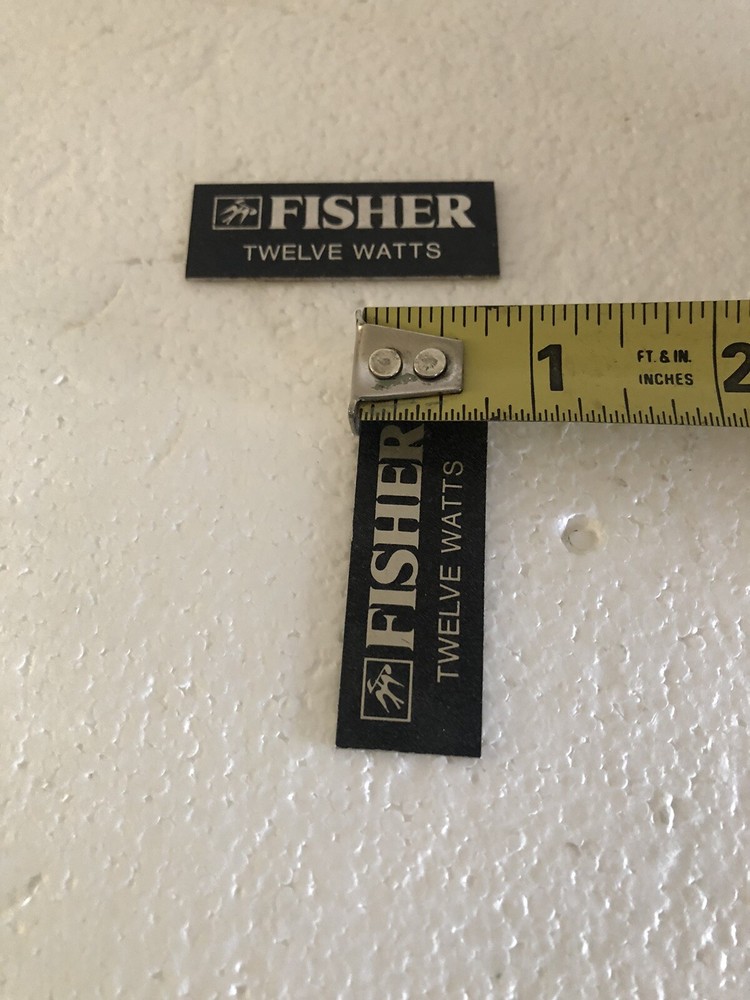 FISHER
TWELVE WATTS
1
FT. & IN.
INCHES
2
FISHER
TWELVE WATTS